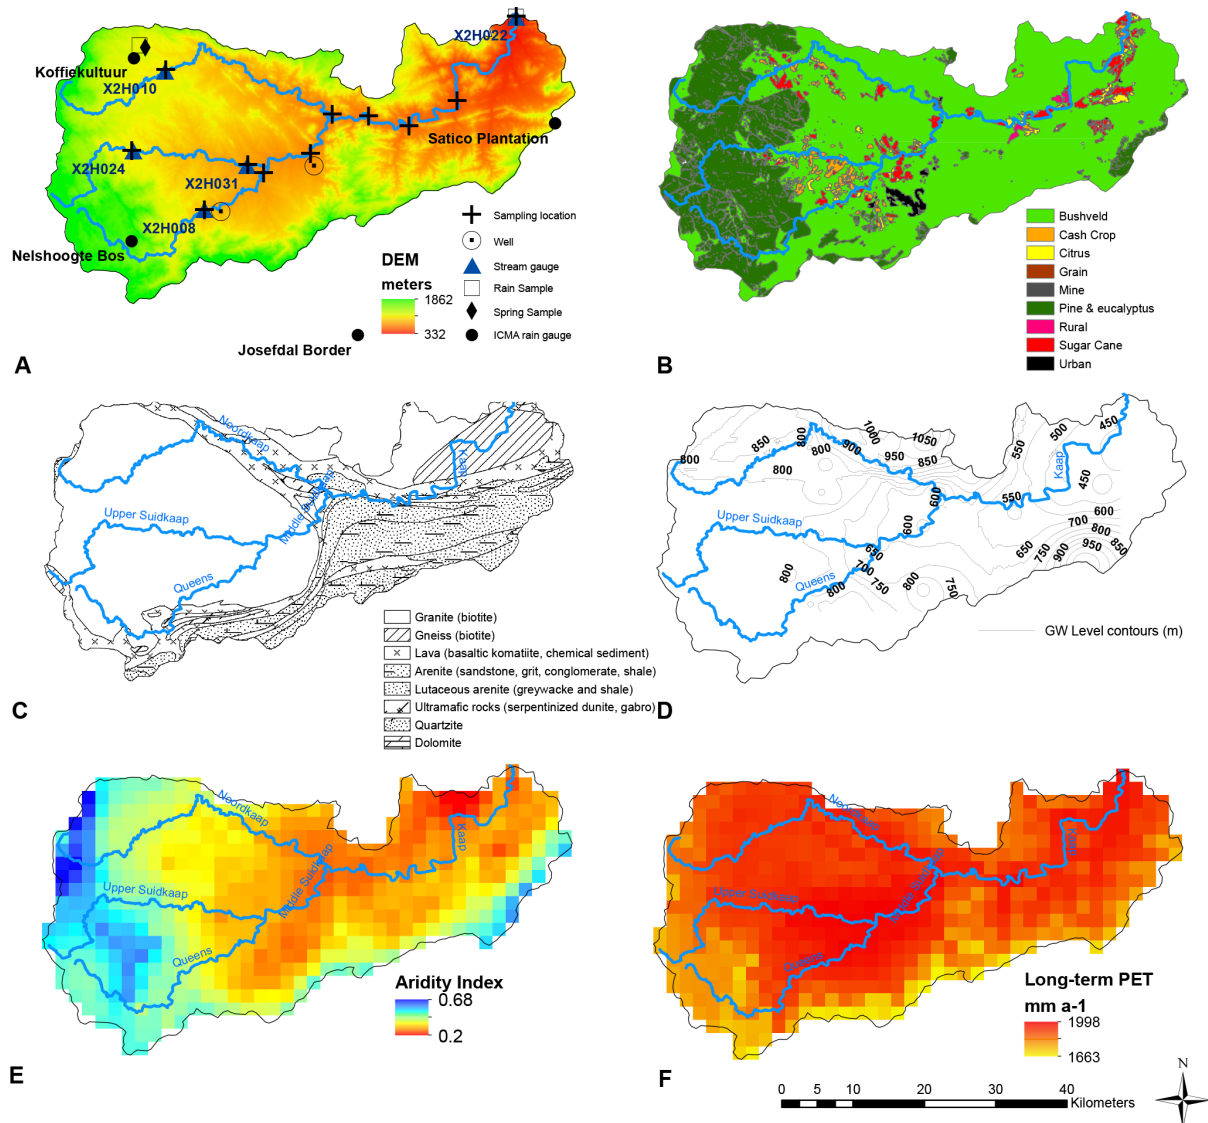 X2H022
Koffiekultuur
X2H010
Satico Plantation
X2H024
X2H031
X2H008
Nelshoogte Bos
Josefdal Border
DEM
meters
1862
332
Sampling location
Well
Stream gauge
Rain Sample
Spring Sample
ICMA rain gauge
A
Bushveld
Cash Crop
Citrus
Grain
Mine
Pine & eucalyptus
Rural
Sugar Cane
Urban
B
Noordkaap
Kaap
Upper Suidkaap
Middle Suidkaap
Queens
Granite (biotite)
Gneiss (biotite)
Lava (basaltic komatiite, chemical sediment)
Arenite (sandstone, grit, conglomerate, shale)
Lutaceous arenite (greywacke and shale)
Ultramafic rocks (serpentinized dunite, gabro)
Quartzite
Dolomite
C
800
850
800
800
800
900
1000
950
1050
850
550
500
450
Kaap
450
600
550
600
600
700
800
850
650
750
900
950
Upper Suidkaap
650
700
750
800
750
800
800
Queens
GW Level contours (m)
D
Noordkaap
Kaap
Upper Suidkaap
Middle Suidkaap
Queens
Aridity Index
0.68
0.2
E
Noordkaap
Kaap
Upper Suidkaap
Middle Suidkaap
Queens
Long-term PET
mm a-1
1998
1663
F
0 5 10 20 30 40
Kilometers
N